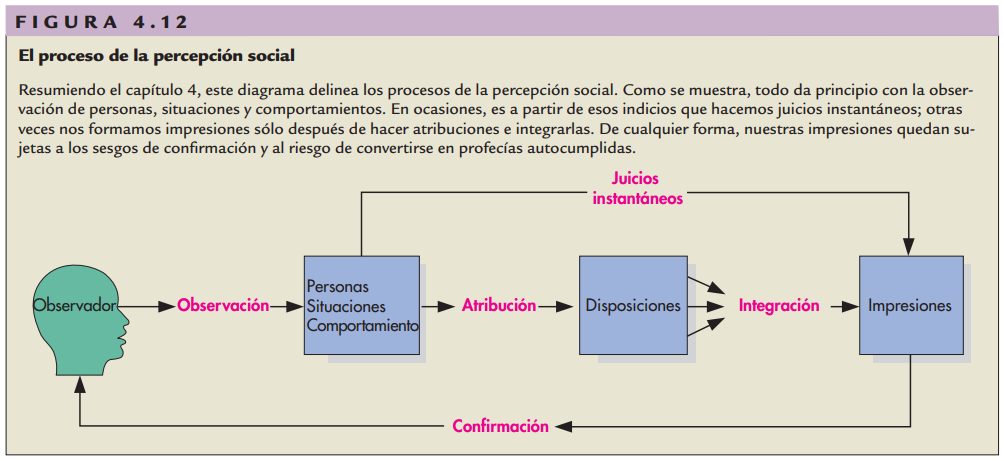 FIGURA 4.12
El proceso de la percepción social
Resumiendo el capítulo 4, este diagrama delinea los procesos de la percepción social. Como se muestra, todo da principio con la obser-
vación de personas, situaciones y comportamientos. En ocasiones, es a partir de esos indicios que hacemos juicios instantáneos; otras
veces nos formamos impresiones sólo después de hacer atribuciones e integrarlas. De cualquier forma, nuestras impresiones quedan su-
jetas a los sesgos de confirmación y al riesgo de convertirse en profecías autocumplidas.
Juicios
instantáneos
Observador
Observación
Personas
Situaciones
Comportamiento
Atribución
Disposiciones
Integración
Impresiones
Confirmación